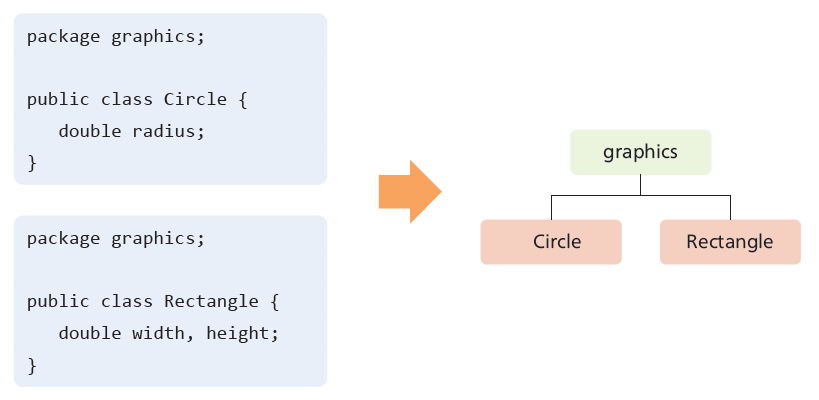 package graphics;
public class Circle {
double radius;
}
package graphics;
public class Rectangle {
double width, height;
}
graphics
Circle
Rectangle